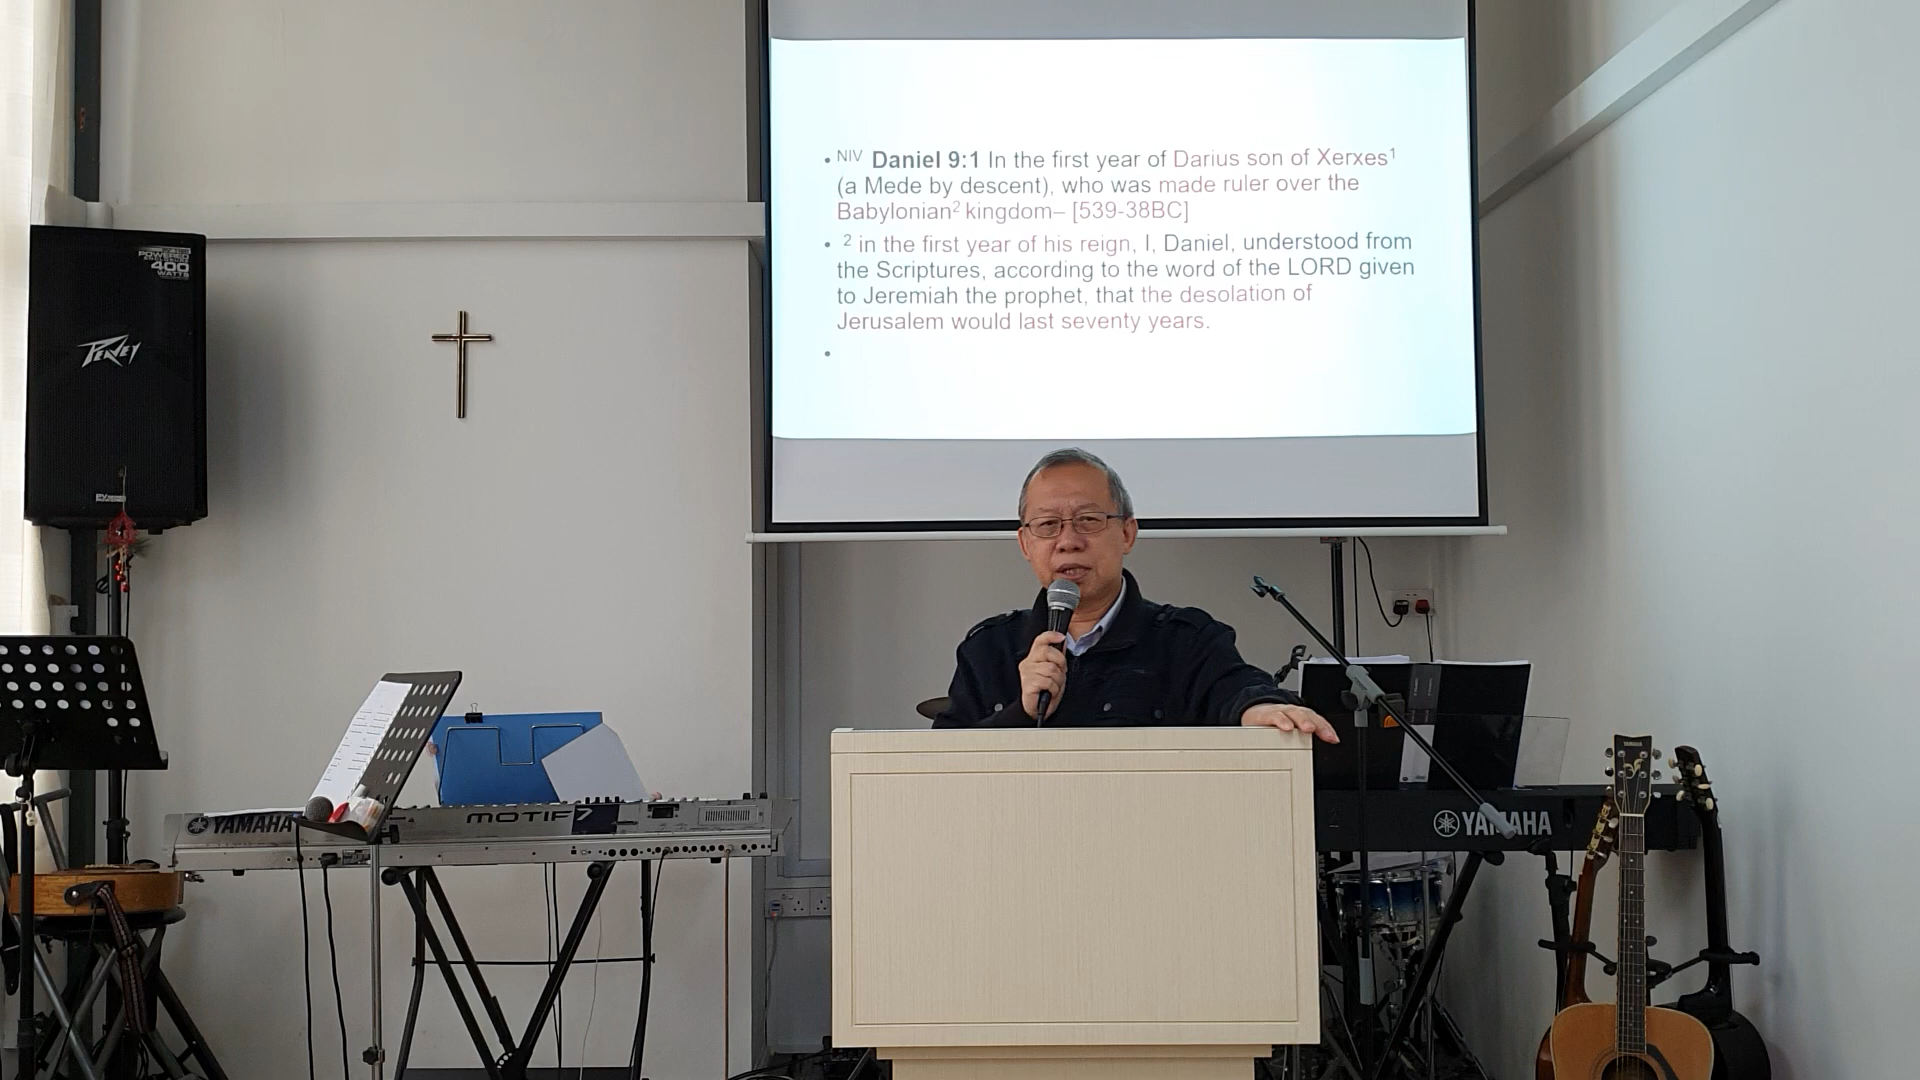 • NIV Daniel 9:1 In the first year of Darius son of Xerxes¹
(a Mede by descent), who was made ruler over the
Babylonian² kingdom– [539-38BC]
• ² in the first year of his reign, I, Daniel, understood from
the Scriptures, according to the word of the LORD given
to Jeremiah the prophet, that the desolation of
Jerusalem would last seventy years.
•
POWERED
400
WATTS
PEAVEY
YAMAHA
MOTIF 7
YAMAHA